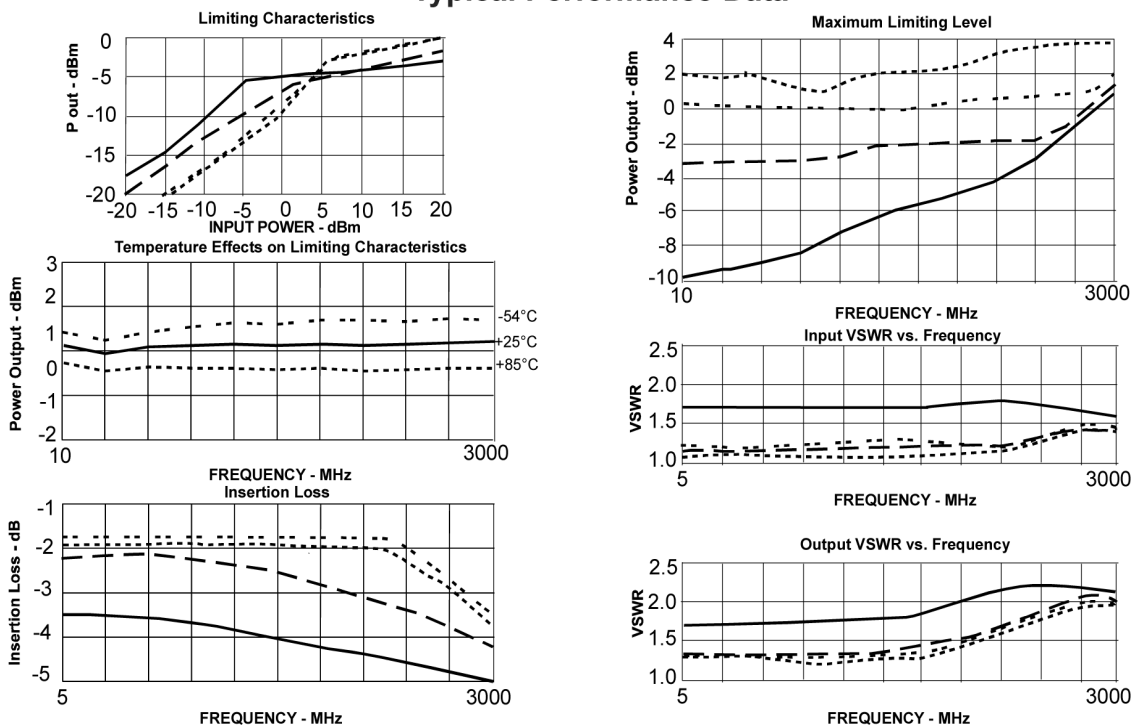 Typical Performance Data
Limiting Characteristics
P out - dBm
0
-5
-10
-15
-20
-20 -15 -10 -5 0 5 10 15 20
INPUT POWER - dBm
Temperature Effects on Limiting Characteristics
Power Output - dBm
3
2
1
0
-1
-2
-54°C
+25°C
+85°C
10 3000
FREQUENCY - MHz
Insertion Loss
Insertion Loss - dB
-1
-2
-3
-4
-5
5 3000
FREQUENCY - MHz
Maximum Limiting Level
Power Output - dBm
4
2
0
-2
-4
-6
-8
-10
10 3000
FREQUENCY - MHz
Input VSWR vs. Frequency
VSWR
2.5
2.0
1.5
1.0
5 3000
FREQUENCY - MHz
Output VSWR vs. Frequency
VSWR
2.5
2.0
1.5
1.0
5 3000
FREQUENCY - MHz